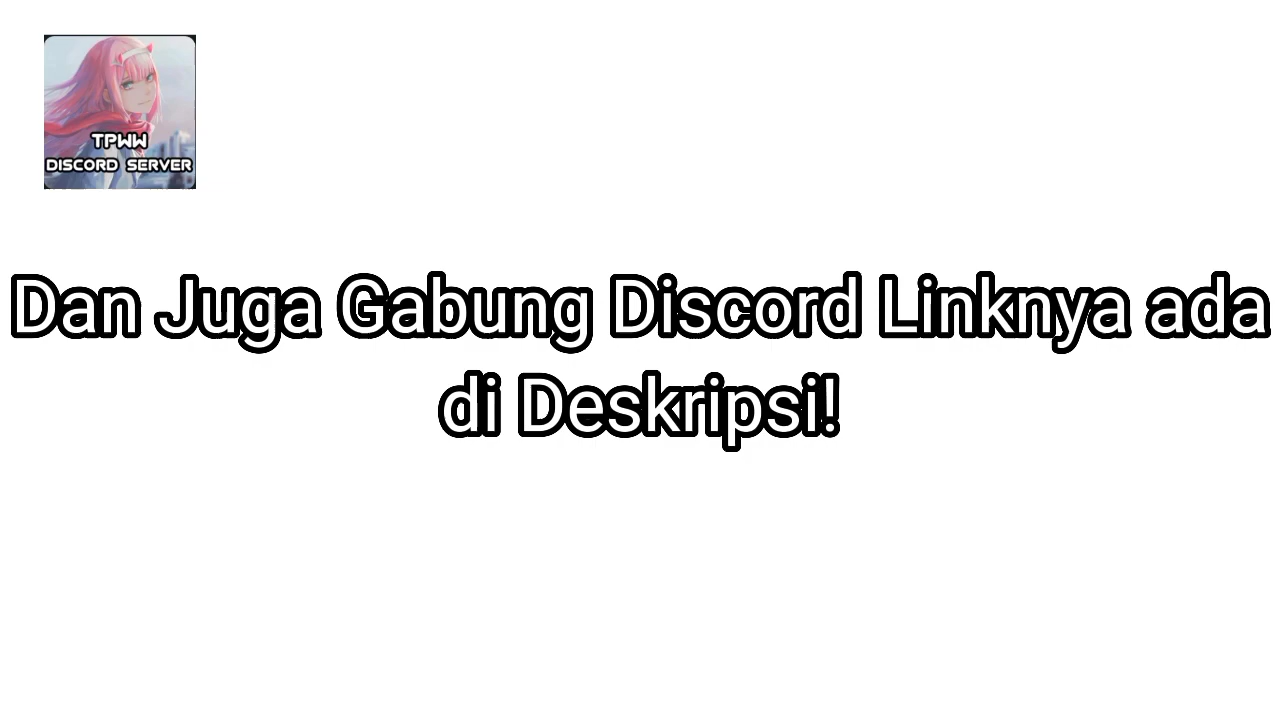 TPWW
DISCORD SERVER
Dan Juga Gabung Discord Linknya ada
di Deskripsi!